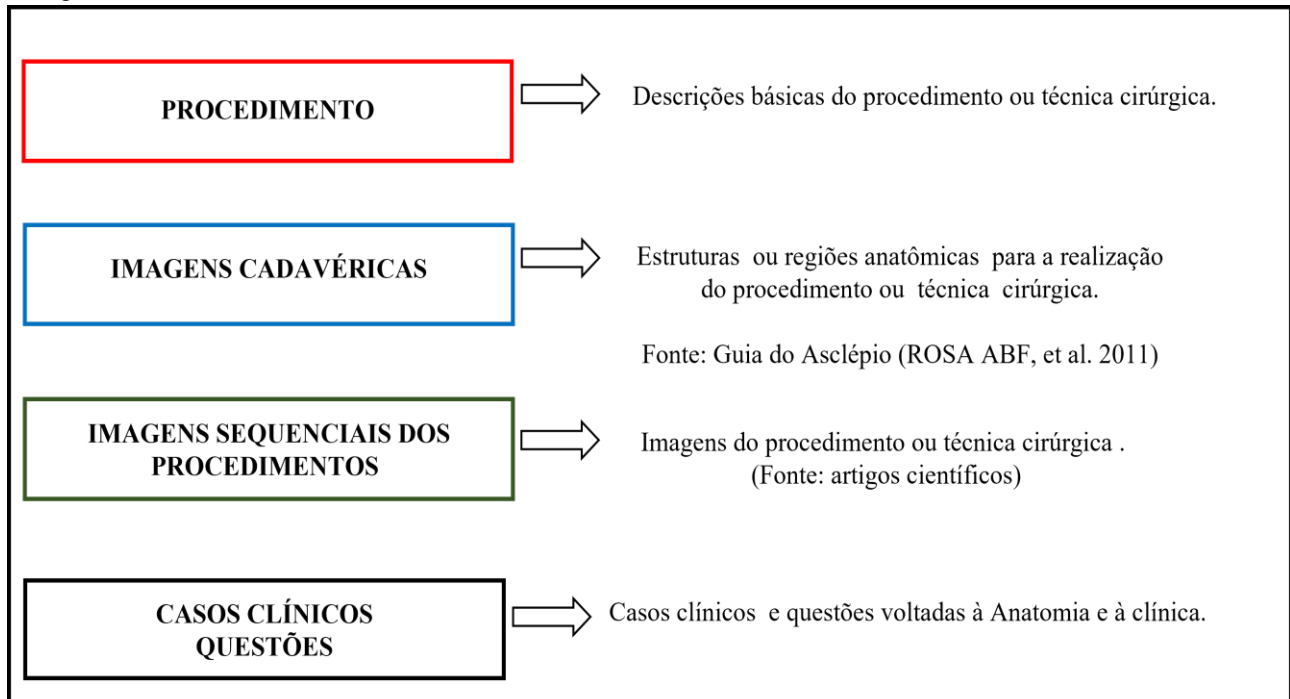 PROCEDIMENTO
Descrições básicas do procedimento ou técnica cirúrgica.
IMAGENS CADAVÉRICAS
Estruturas ou regiões anatômicas para a realização
do procedimento ou técnica cirúrgica.
Fonte: Guia do Asclépio (ROSA ABF, et al. 2011)
IMAGENS SEQUENCIAIS DOS
PROCEDIMENTOS
Imagens do procedimento ou técnica cirúrgica .
(Fonte: artigos científicos)
CASOS CLÍNICOS
QUESTÕES
Casos clínicos e questões voltadas à Anatomia e à clínica.